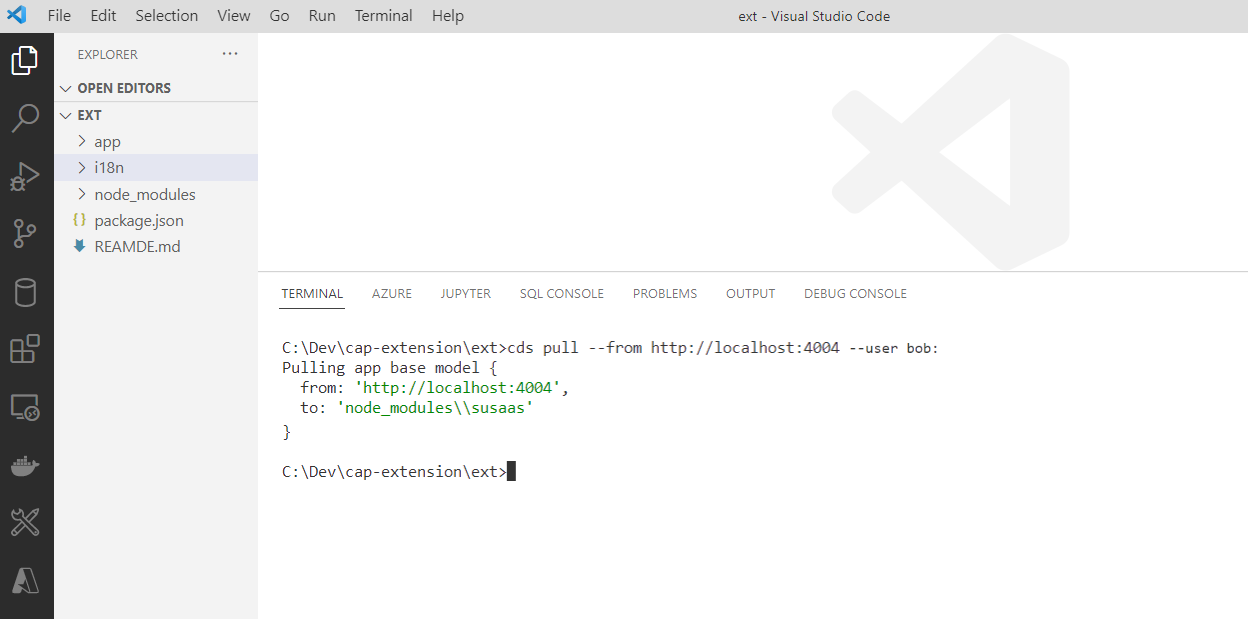 File Edit Selection View Go Run Terminal Help
ext - Visual Studio Code
EXPLORER
OPEN EDITORS
EXT
app
i18n
node_modules
package.json
REAMDE.md
TERMINAL AZURE JUPYTER SQL CONSOLE PROBLEMS OUTPUT DEBUG CONSOLE
C:\Dev\cap-extension\ext>cds pull --from http://localhost:4004 --user bob:
Pulling app base model {
  from: 'http://localhost:4004',
  to: 'node_modules\\susaas'
}
C:\Dev\cap-extension\ext>